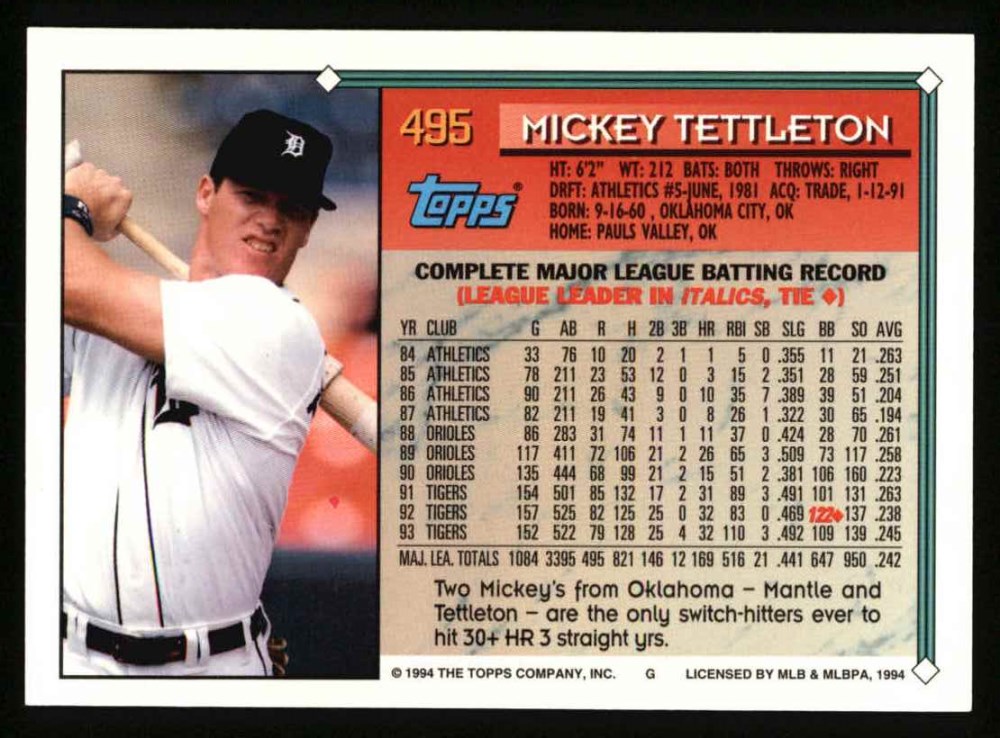 495 MICKEY TETTLETON
topps®
HT: 6'2" WT: 212 BATS: BOTH THROWS: RIGHT
DRFT: ATHLETICS #5-JUNE, 1981 ACQ: TRADE, 1-12-91
BORN: 9-16-60 , OKLAHOMA CITY, OK
HOME: PAULS VALLEY, OK
COMPLETE MAJOR LEAGUE BATTING RECORD
(LEAGUE LEADER IN ITALICS, TIE ♦)
YR CLUB G AB R H 2B 3B HR RBI SB SLG BB SO AVG
84 ATHLETICS 33 76 10 20 2 1 1 5 0 .355 11 21 .263
85 ATHLETICS 78 211 23 53 12 0 3 15 2 .351 28 59 .251
86 ATHLETICS 90 211 26 43 9 0 10 35 7 .389 39 51 .204
87 ATHLETICS 82 211 19 41 3 0 8 26 1 .322 30 65 .194
88 ORIOLES 86 283 31 74 11 1 11 37 0 .424 28 70 .261
89 ORIOLES 117 411 72 106 21 2 26 65 3 .509 73 117 .258
90 ORIOLES 135 444 68 99 21 2 15 51 2 .381 106 160 .223
91 TIGERS 154 501 85 132 17 2 31 89 3 .491 101 131 .263
92 TIGERS 157 525 82 125 25 0 32 83 0 .469 122♦ 137 .238
93 TIGERS 152 522 79 128 25 4 32 110 3 .492 109 139 .245
MAJ. LEA. TOTALS 1084 3395 495 821 146 12 169 516 21 .441 647 950 .242
Two Mickey's from Oklahoma – Mantle and
Tettleton – are the only switch-hitters ever to
hit 30+ HR 3 straight yrs.
© 1994 THE TOPPS COMPANY, INC. G LICENSED BY MLB & MLBPA, 1994
D